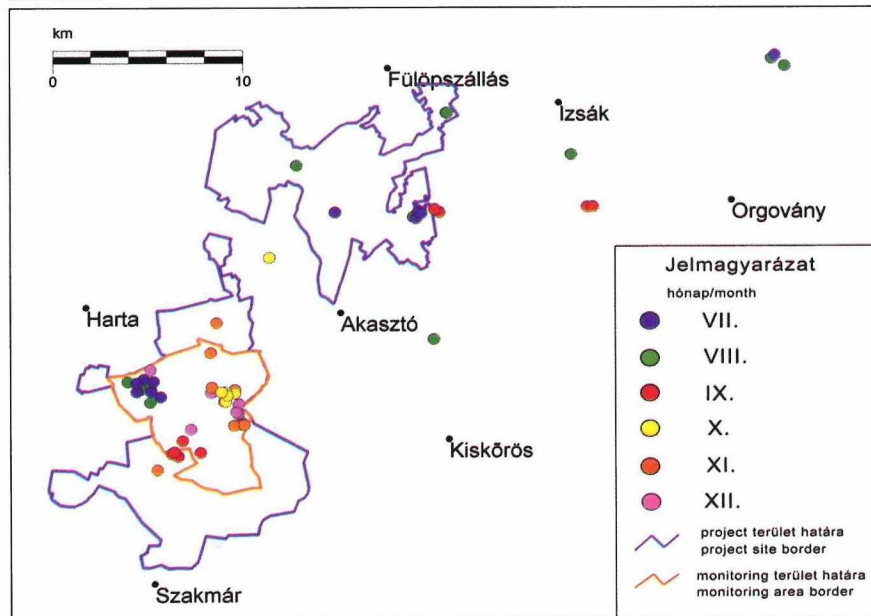 km
0 10
Fülöpszállás
Izsák
Orgovány
Harta
Akasztó
Kiskőrös
Szakmár
Jelmagyarázat
hónap/month
VII.
VIII.
IX.
X.
XI.
XII.
project terület határa
project site border
monitoring terület határa
monitoring area border